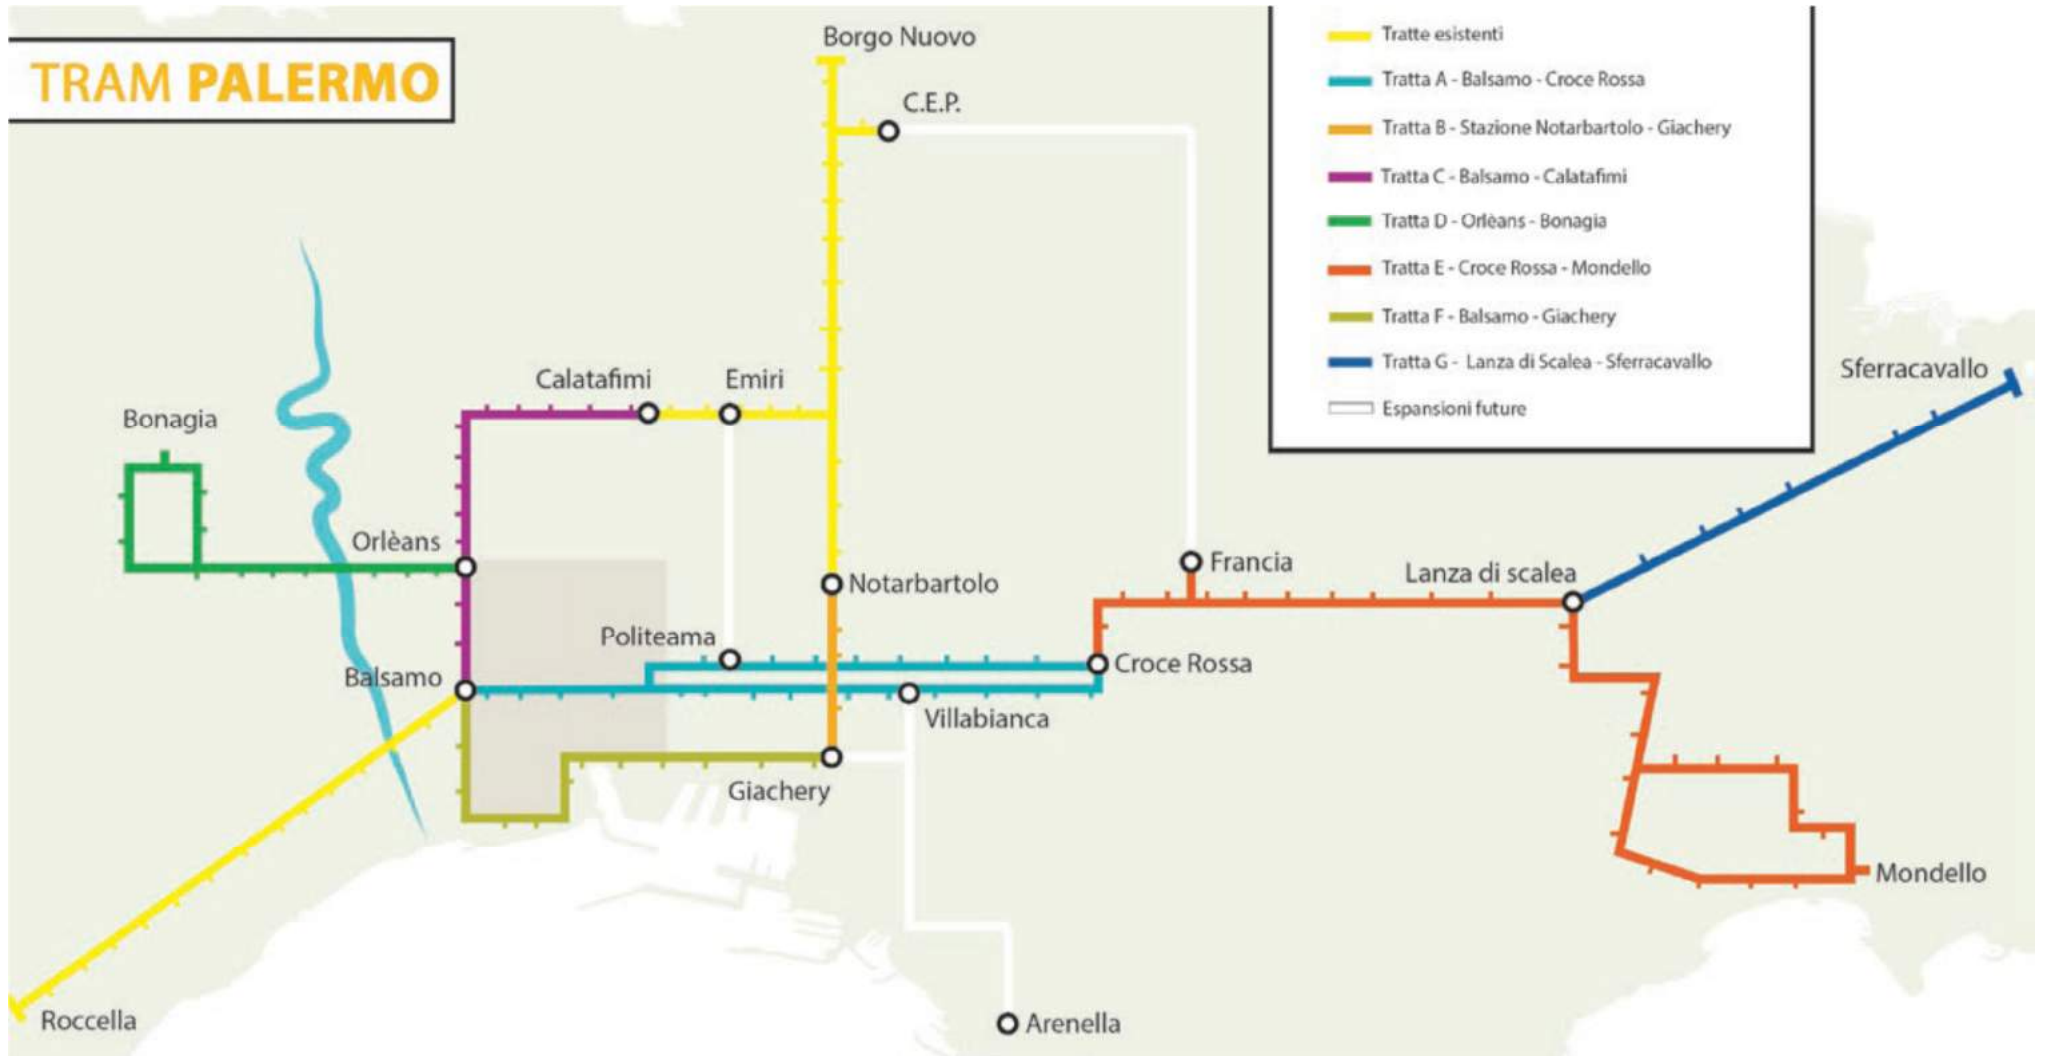 TRAM PALERMO
Borgo Nuovo
C.E.P.
Tratte esistenti
Tratta A - Balsamo - Croce Rossa
Tratta B - Stazione Notarbartolo - Giachery
Tratta C - Balsamo - Calatafimi
Tratta D - Orlèans - Bonagia
Tratta E - Croce Rossa - Mondello
Tratta F - Balsamo - Giachery
Tratta G - Lanza di Scalea - Sferracavallo
Espansioni future
Sferracavallo
Calatafimi
Emiri
Bonagia
Orlèans
Notarbartolo
Francia
Lanza di scalea
Politeama
Croce Rossa
Balsamo
Villabianca
Giachery
Mondello
Roccella
Arenella